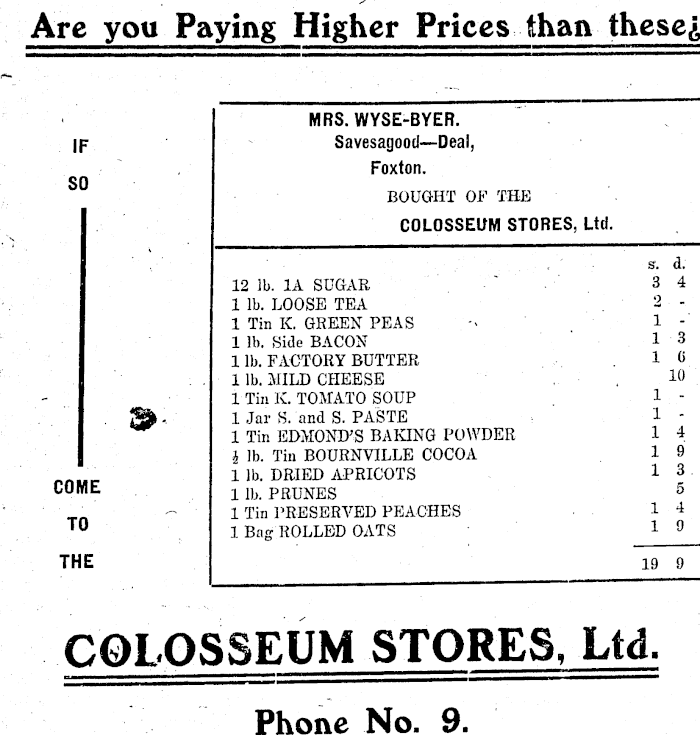 Are you Paying Higher Prices than these¿
IF
SO
COME
TO
THE
MRS. WYSE-BYER.
Savesagood—Deal,
Foxton.
BOUGHT OF THE
COLOSSEUM STORES, Ltd.
s. d.
12 lb. 1A SUGAR 3 4
1 lb. LOOSE TEA 2 -
1 Tin K. GREEN PEAS 1 -
1 lb. Side BACON 1 3
1 lb. FACTORY BUTTER 1 6
1 lb. MILD CHEESE 10
1 Tin K. TOMATO SOUP 1 -
1 Jar S. and S. PASTE 1 -
1 Tin EDMOND'S BAKING POWDER 1 4
½ lb. Tin BOURNVILLE COCOA 1 9
1 lb. DRIED APRICOTS 1 3
1 lb. PRUNES 5
1 Tin PRESERVED PEACHES 1 4
1 Bag ROLLED OATS 1 9
19 9
COLOSSEUM STORES, Ltd.
Phone No. 9.